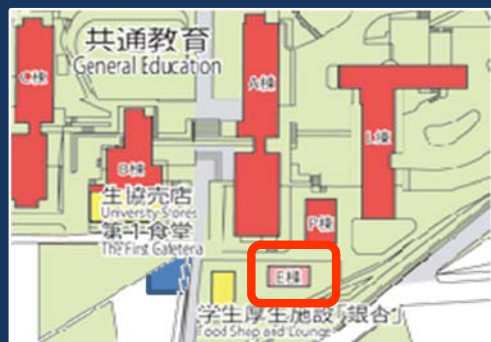 共通教育
General Education
C棟
A棟
L棟
B棟
生協売店
University Stores
第1食堂
The First Cafeteria
P棟
E棟
学生厚生施設「銀杏」
Food Shop and Lounge